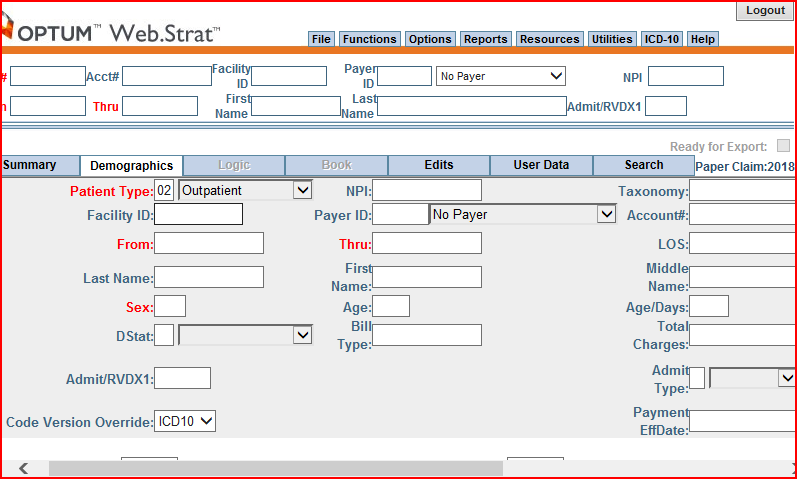 Logout
OPTUM™ Web.Strat™
File Functions Options Reports Resources Utilities ICD-10 Help
# Acct# Facility ID Payer ID No Payer NPI
Thru First Name Last Name Admit/RVDX1
Ready for Export:
Summary Demographics Logic Book Edits User Data Search Paper Claim:2018
Patient Type: 02 Outpatient NPI: Taxonomy:
Facility ID: Payer ID: No Payer Account#:
From: Thru: LOS:
Last Name: First Name: Middle Name:
Sex: Age: Age/Days:
DStat: Bill Type: Total Charges:
Admit/RVDX1: Admit Type:
Code Version Override: ICD10 Payment EffDate: